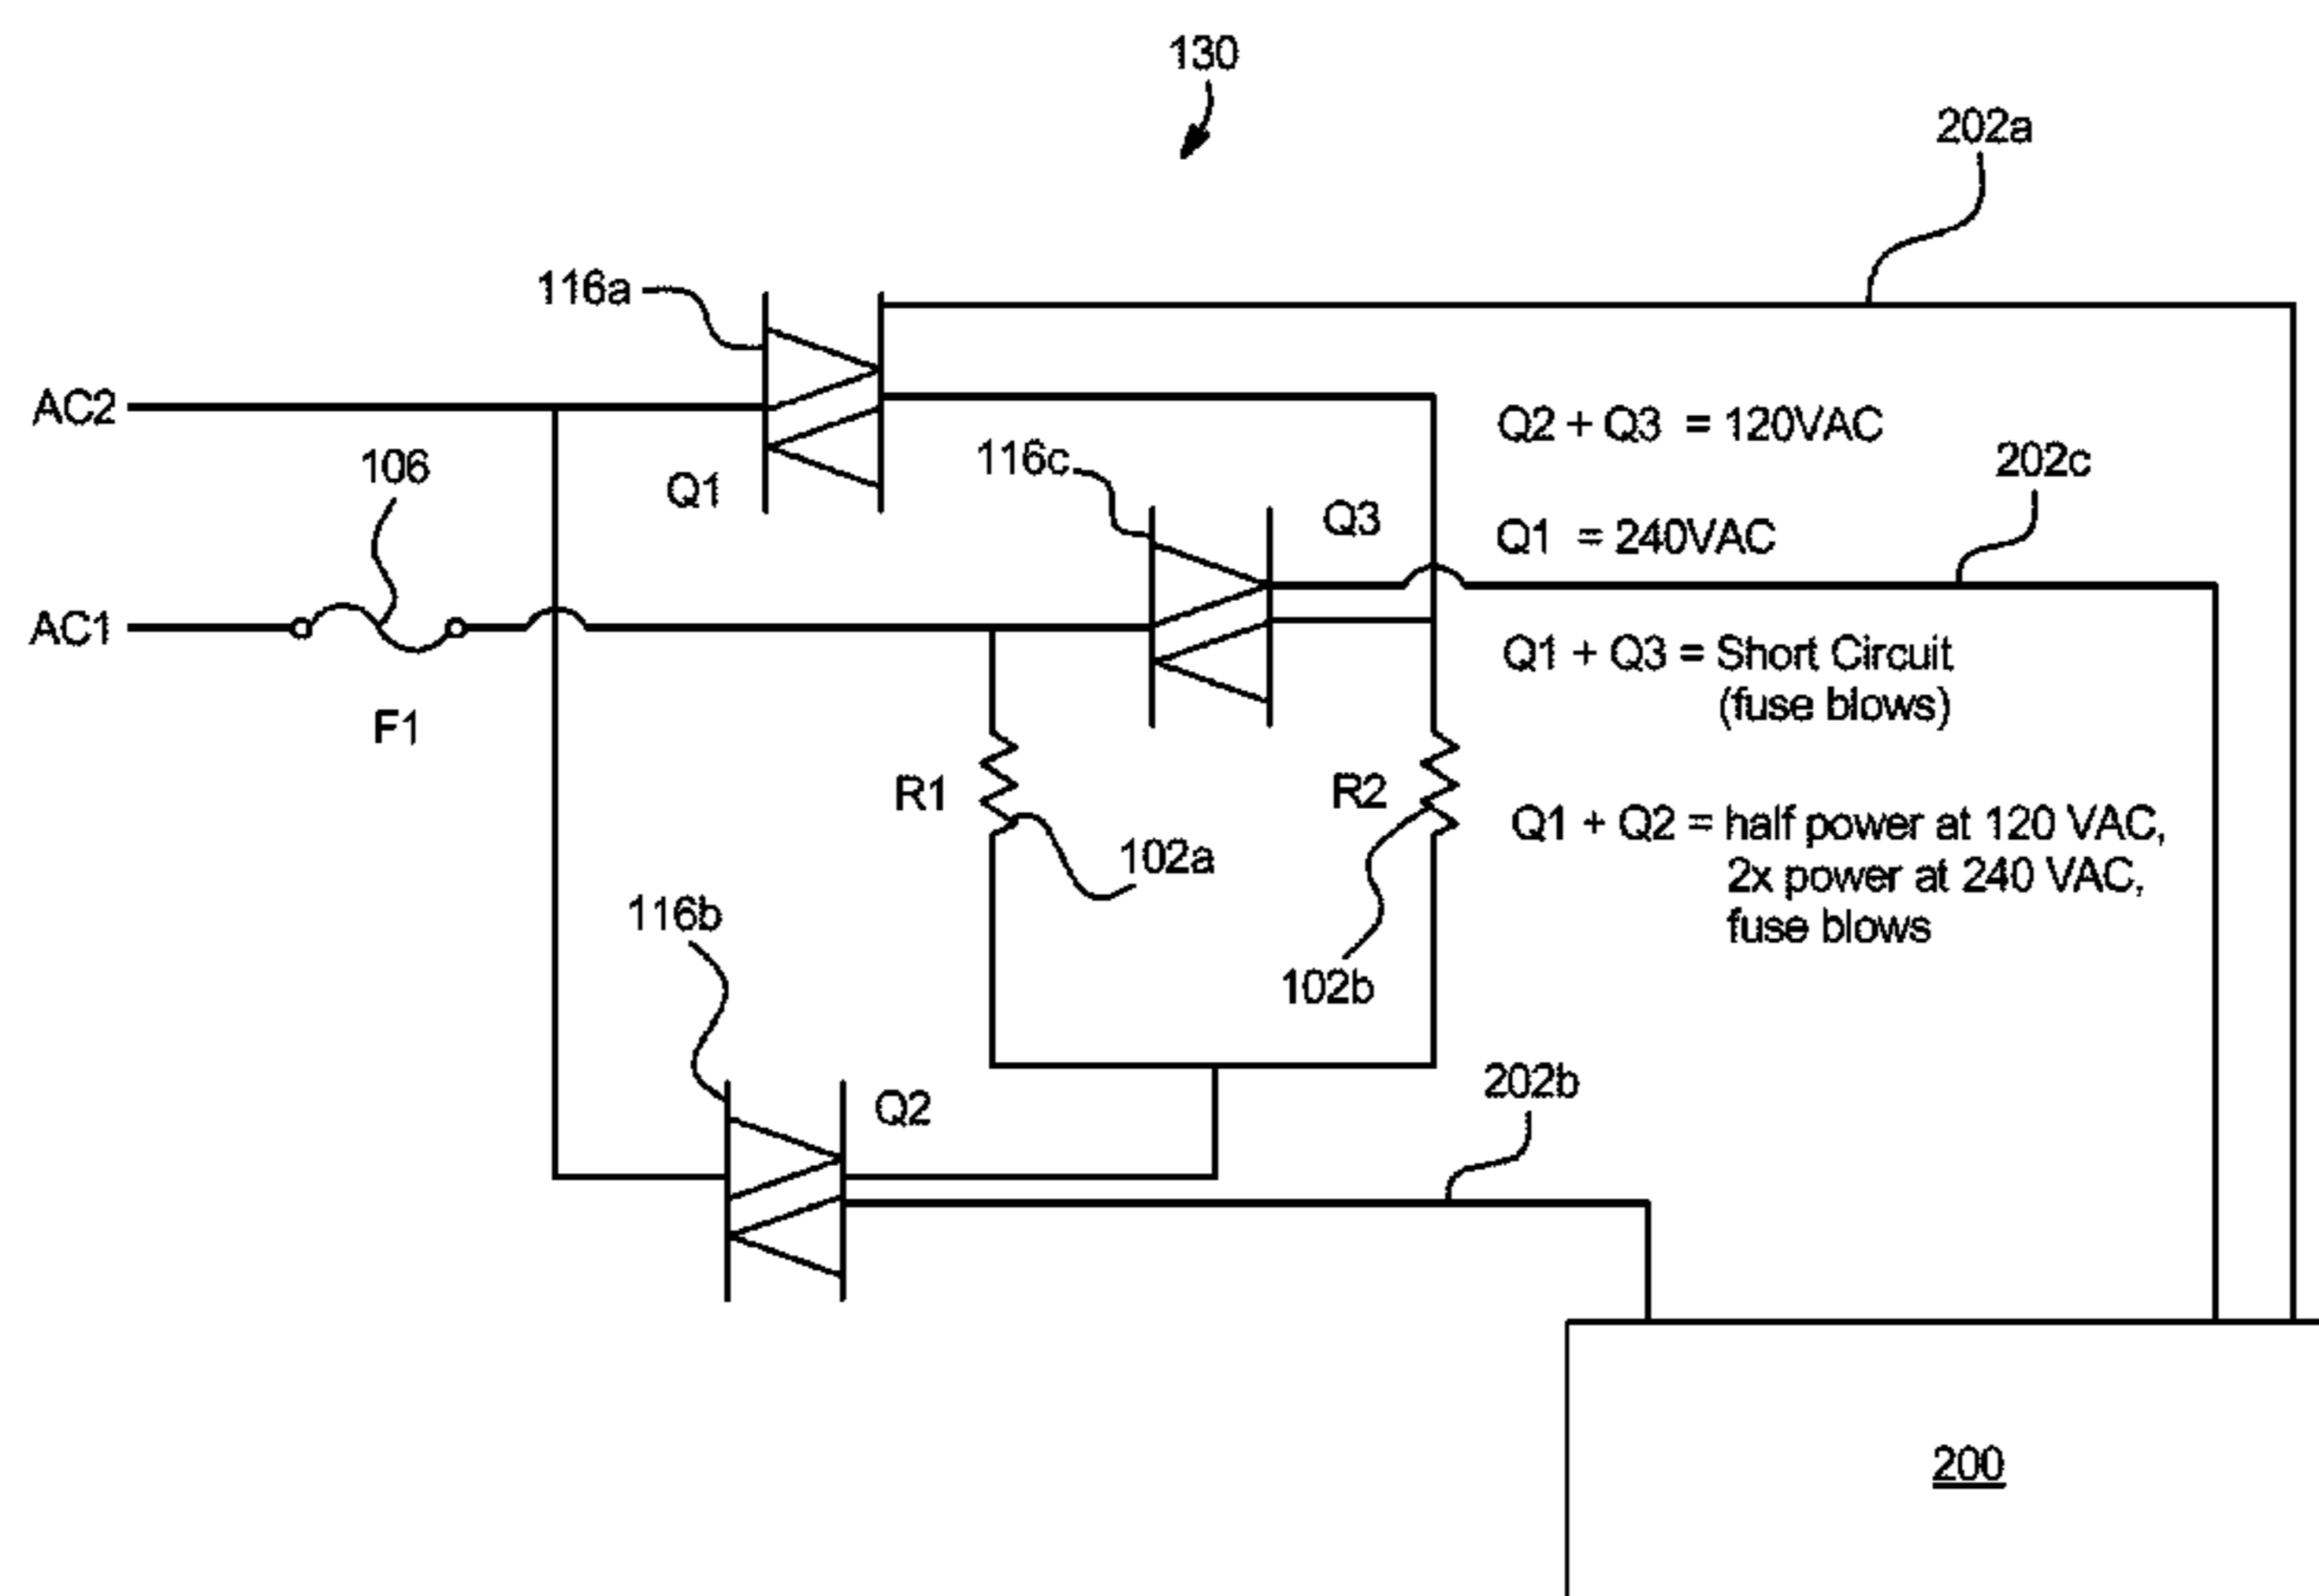 130
202a
116a
AC2
Q2 + Q3 = 120VAC
106
116c
202c
Q1
Q3
Q1 = 240VAC
AC1
Q1 + Q3 = Short Circuit
(fuse blows)
F1
R1
R2
Q1 + Q2 = half power at 120 VAC,
2x power at 240 VAC,
fuse blows
102a
116b
102b
202b
Q2
200